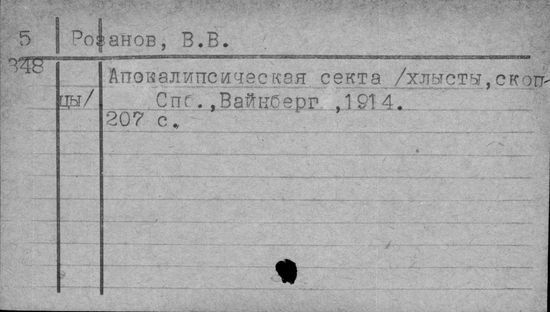 5 Розанов, В.В.
348
Апокалипсическая секта /хлысты,скоп-
цы/ Спб.,Вайнберг ,1914.
207 с.